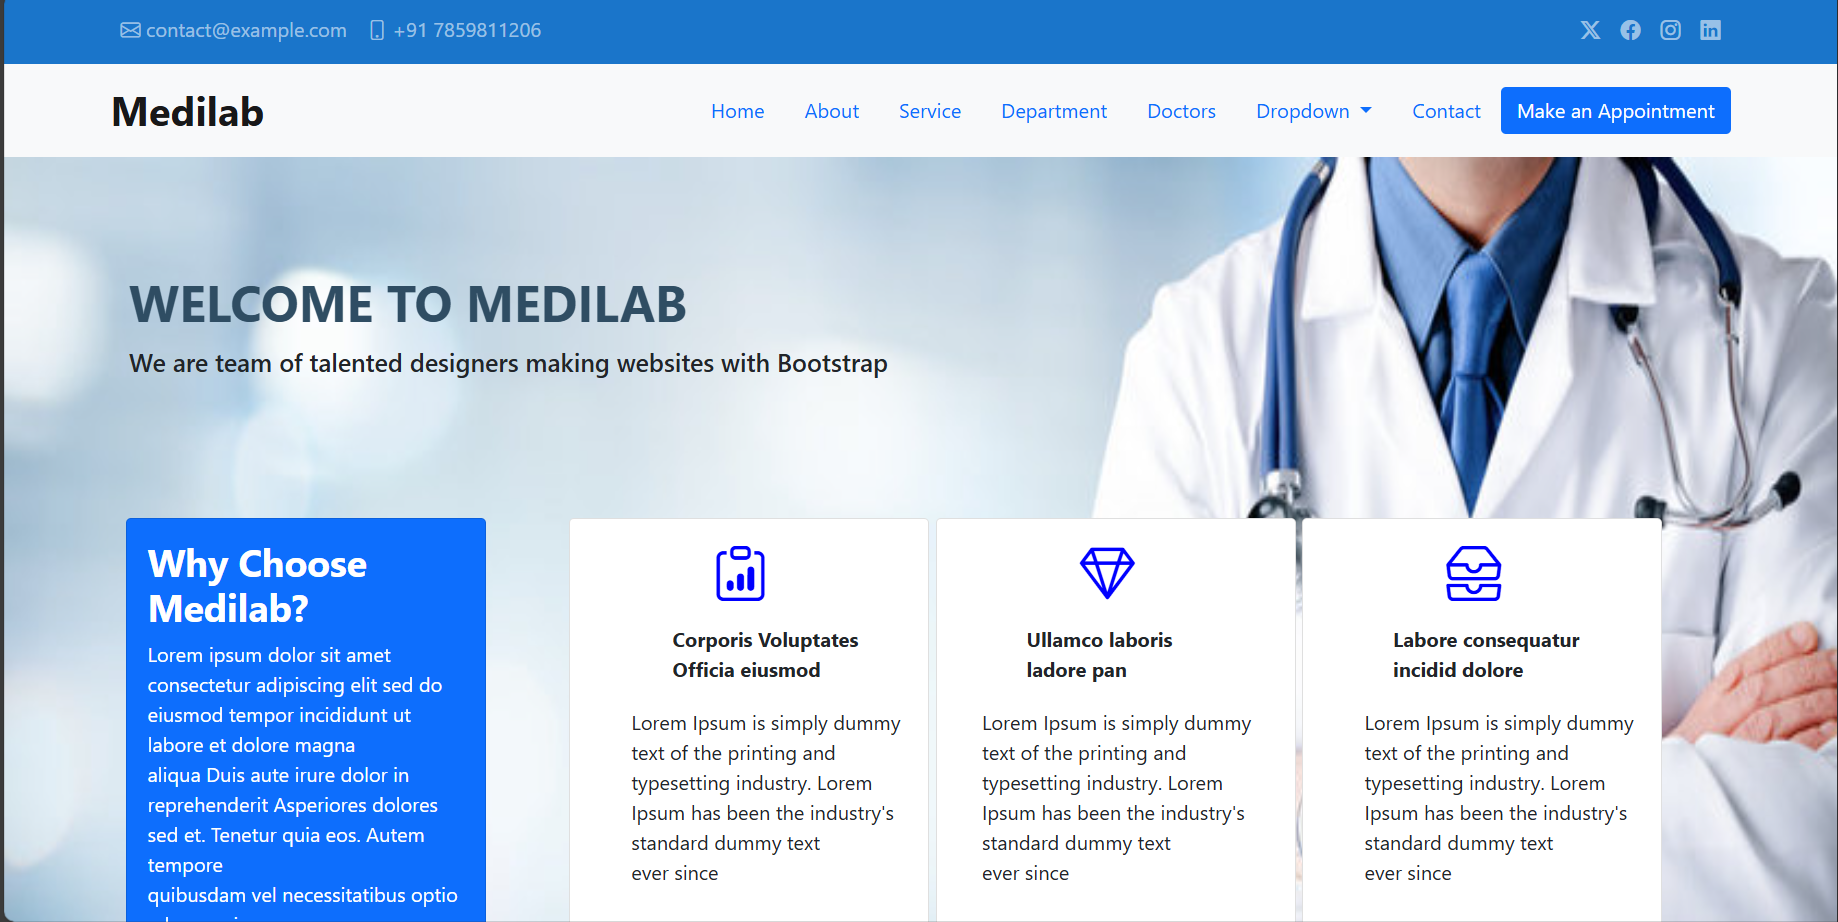 contact@example.com +91 7859811206
Medilab
Home About Service Department Doctors Dropdown Contact Make an Appointment
WELCOME TO MEDILAB
We are team of talented designers making websites with Bootstrap
Why Choose
Medilab?
Lorem ipsum dolor sit amet
consectetur adipiscing elit sed do
eiusmod tempor incididunt ut
labore et dolore magna
aliqua Duis aute irure dolor in
reprehenderit Asperiores dolores
sed et. Tenetur quia eos. Autem
tempore
quibusdam vel necessitatibus optio
Corporis Voluptates
Officia eiusmod
Lorem Ipsum is simply dummy
text of the printing and
typesetting industry. Lorem
Ipsum has been the industry's
standard dummy text
ever since
Ullamco laboris
ladore pan
Lorem Ipsum is simply dummy
text of the printing and
typesetting industry. Lorem
Ipsum has been the industry's
standard dummy text
ever since
Labore consequatur
incidid dolore
Lorem Ipsum is simply dummy
text of the printing and
typesetting industry. Lorem
Ipsum has been the industry's
standard dummy text
ever since